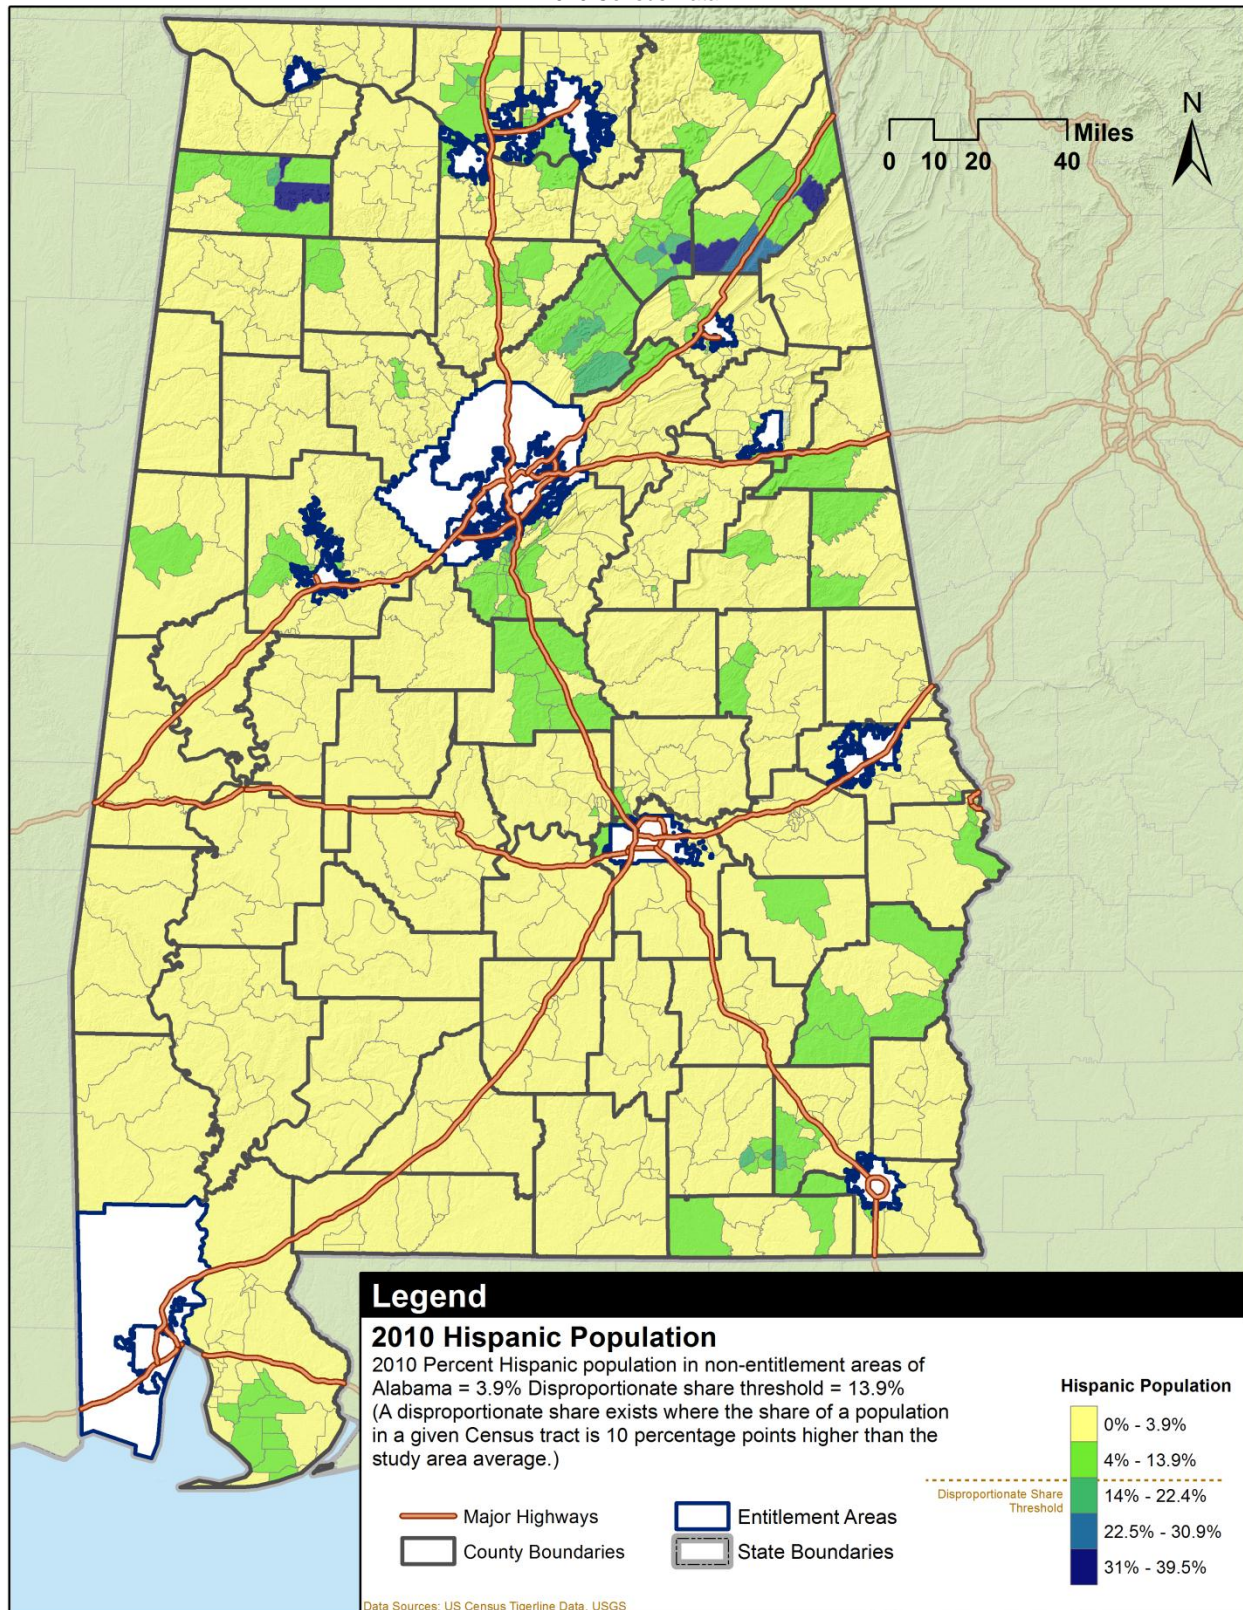 N
Miles
0 10 20 40
Legend
2010 Hispanic Population
2010 Percent Hispanic population in non-entitlement areas of
Alabama = 3.9% Disproportionate share threshold = 13.9%
(A disproportionate share exists where the share of a population
in a given Census tract is 10 percentage points higher than the
study area average.)
Major Highways
County Boundaries
Entitlement Areas
State Boundaries
Hispanic Population
0% - 3.9%
4% - 13.9%
Disproportionate Share
Threshold
14% - 22.4%
22.5% - 30.9%
31% - 39.5%
Data Sources: US Census Tigerline Data, USGS